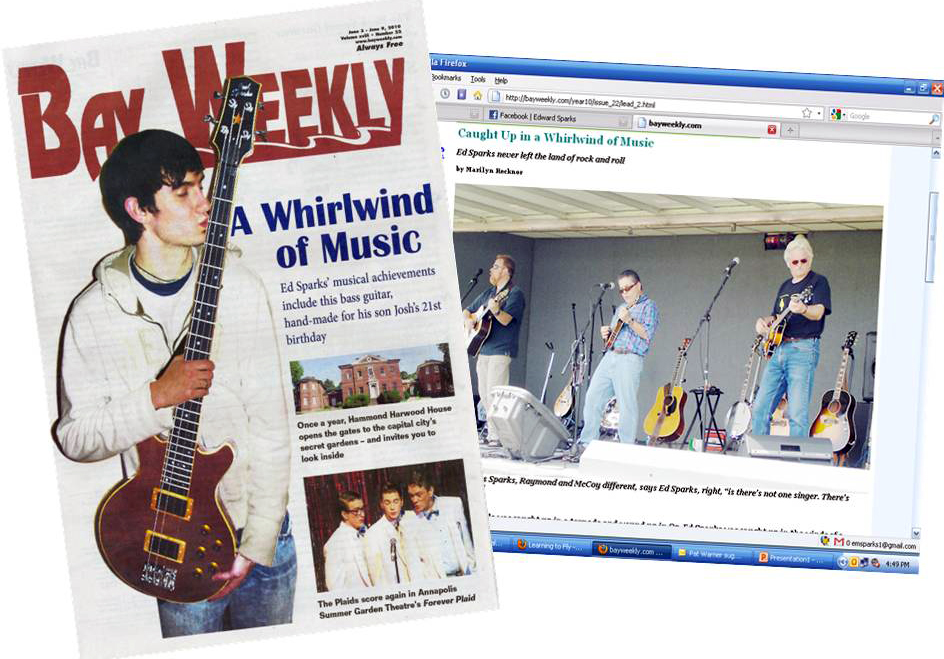 June 3 - June 9, 2010
Volume xviii • Number 22
www.bayweekly.com
Always Free
BAY WEEKLY
A Whirlwind
of Music
Ed Sparks' musical achievements
include this bass guitar,
hand-made for his son Josh's 21st
birthday
Once a year, Hammond Harwood House
opens the gates to the capital city's
secret gardens – and invites you to
look inside
The Plaids score again in Annapolis
Summer Garden Theatre's Forever Plaid
Firefox
Bookmarks Tools Help
http://bayweekly.com/year10/issue_22/lead_2.html
Google
Facebook | Edward Sparks
bayweekly.com
Caught Up in a Whirlwind of Music
Ed Sparks never left the land of rock and roll
by Marilyn Recknor
Sparks, Raymond and McCoy different, says Ed Sparks, right, "is there's not one singer. There's
0 emsparks1@gmail.com
Learning to Fly - ...
bayweekly.com ...
Pat Warner sug...
Presentation1 - ...
4:49 PM